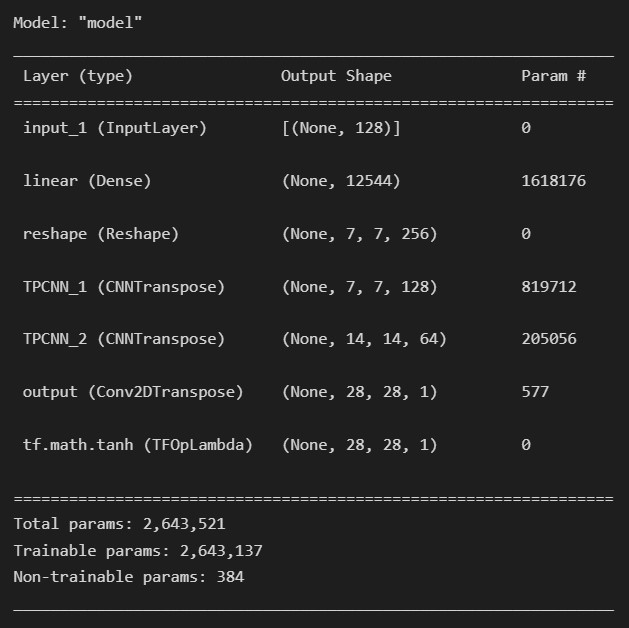 Model: "model"
_________________________________________________________________
Layer (type)                Output Shape              Param #
=================================================================
input_1 (InputLayer)        [(None, 128)]             0
linear (Dense)              (None, 12544)             1618176
reshape (Reshape)           (None, 7, 7, 256)         0
TPCNN_1 (CNNTranspose)      (None, 7, 7, 128)         819712
TPCNN_2 (CNNTranspose)      (None, 14, 14, 64)        205056
output (Conv2DTranspose)    (None, 28, 28, 1)         577
tf.math.tanh (TFOpLambda)   (None, 28, 28, 1)         0
=================================================================
Total params: 2,643,521
Trainable params: 2,643,137
Non-trainable params: 384
_________________________________________________________________